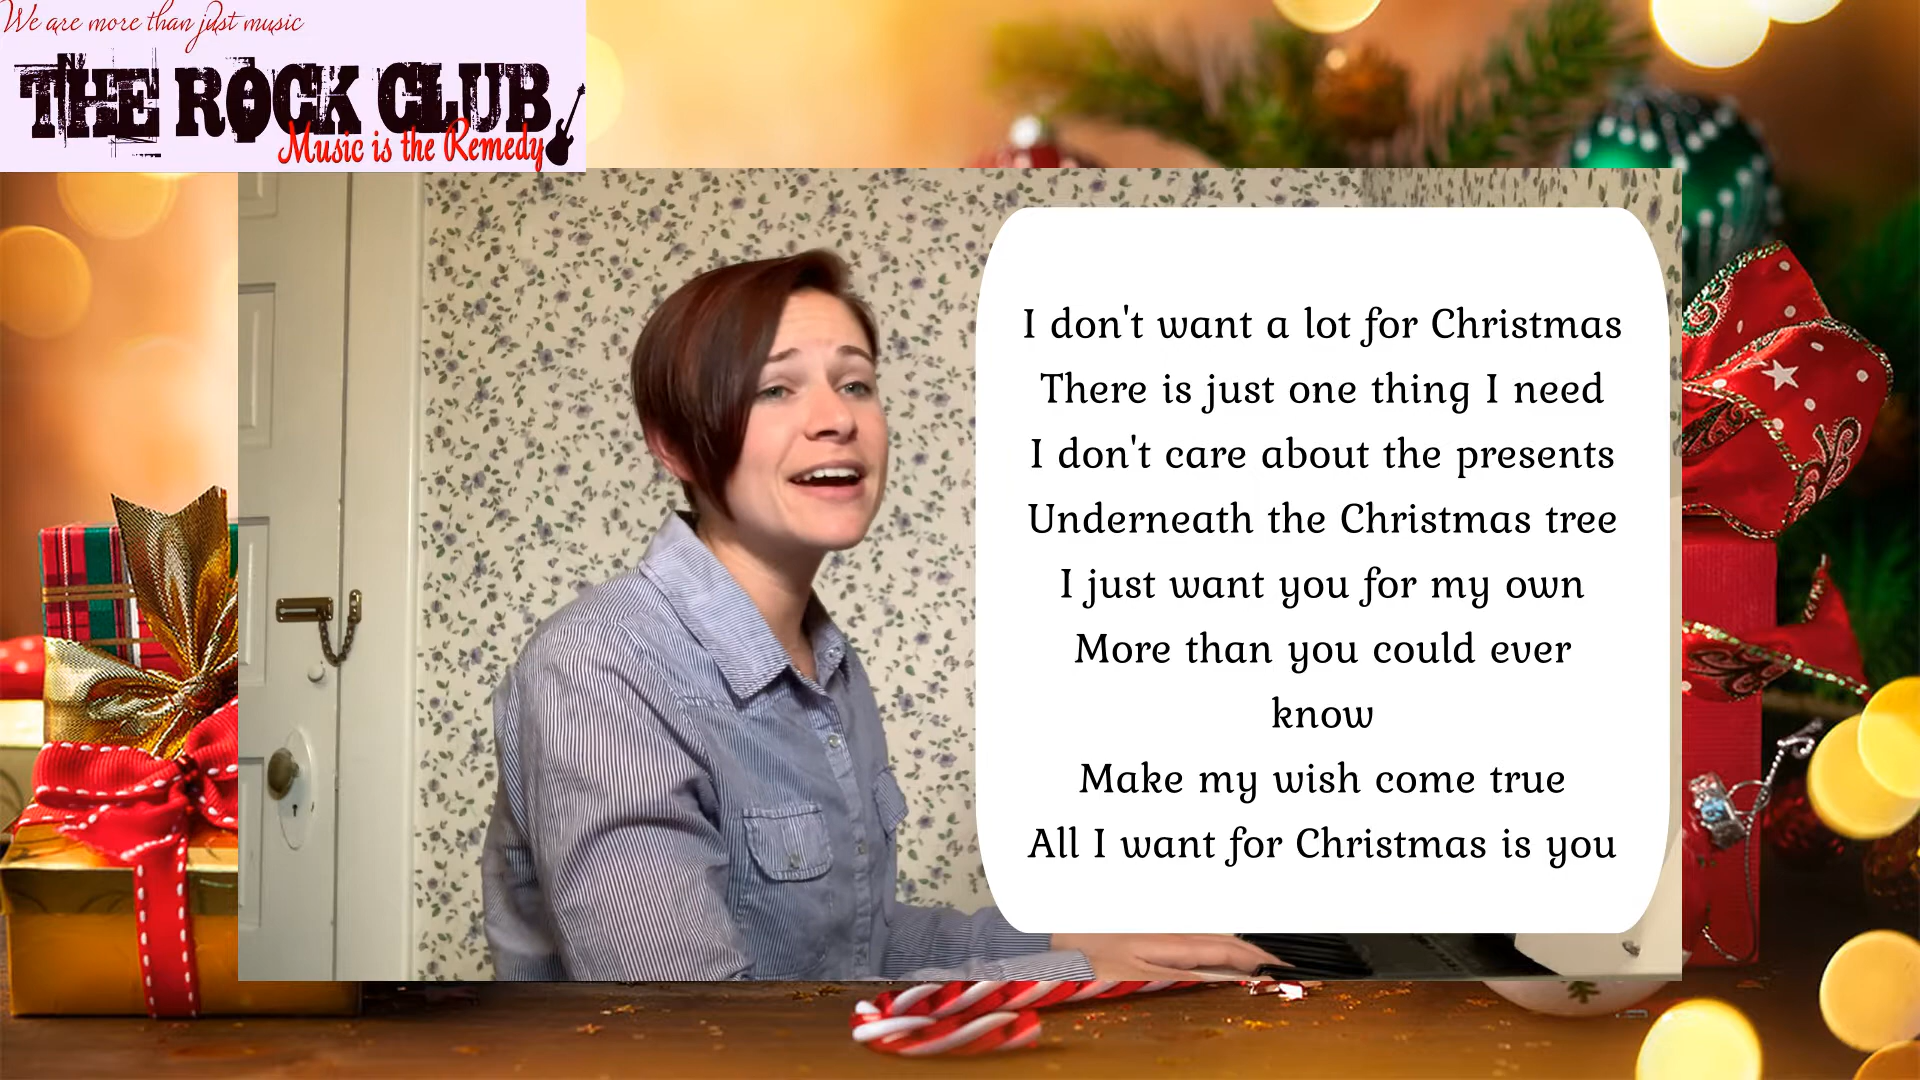 We are more than just music
THE ROCK CLUB
Music is the Remedy
I don't want a lot for Christmas
There is just one thing I need
I don't care about the presents
Underneath the Christmas tree
I just want you for my own
More than you could ever
know
Make my wish come true
All I want for Christmas is you